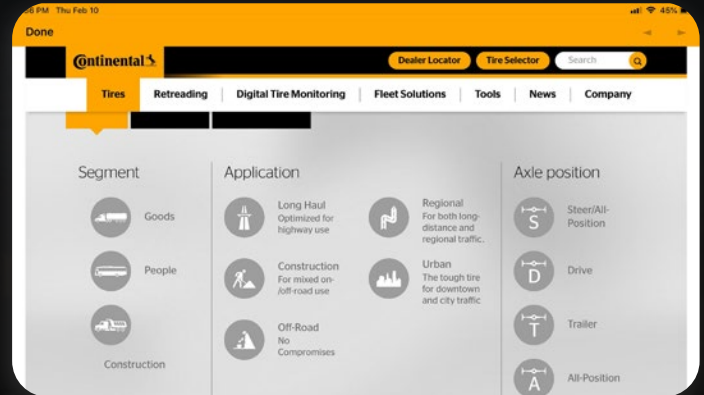 PM Thu Feb 10
45%
Done
Continental
Dealer Locator
Tire Selector
Search
Tires
Retreading
Digital Tire Monitoring
Fleet Solutions
Tools
News
Company
Segment
Goods
People
Construction
Application
Long Haul
Optimized for
highway use
Construction
For mixed on-
/off-road use
Off-Road
No
Compromises
Regional
For both long-
distance and
regional traffic.
Urban
The tough tire
for downtown
and city traffic
Axle position
S
Steer/All-
Position
D
Drive
T
Trailer
A
All-Position